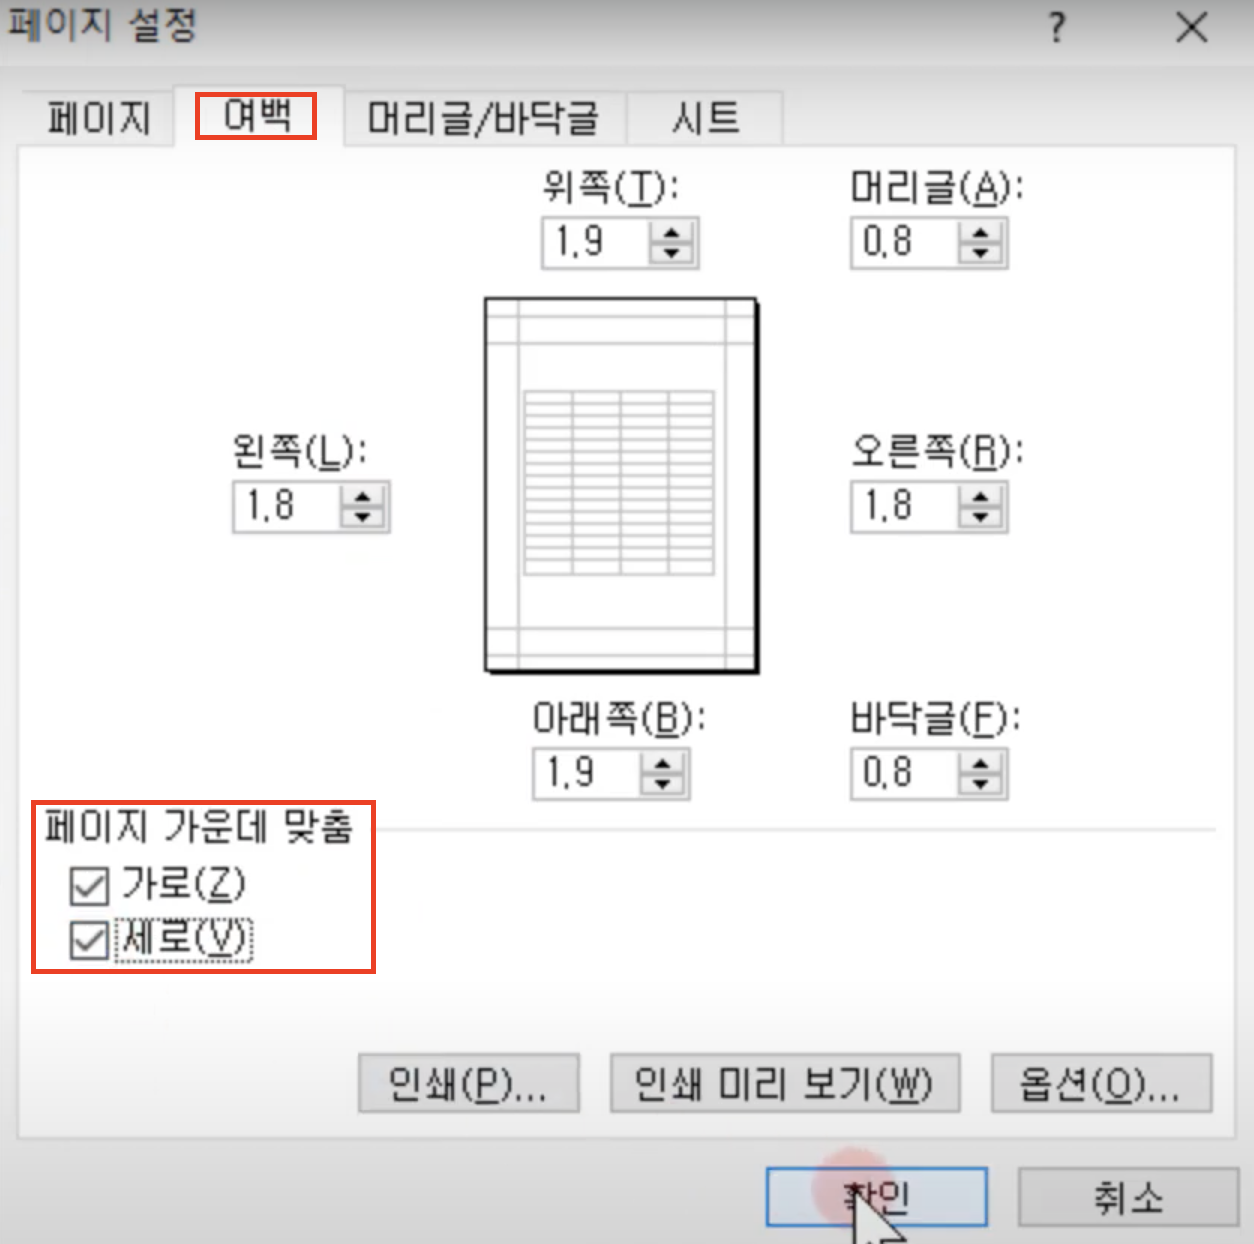 페이지 설정 ?
페이지 여백 머리글/바닥글 시트
위쪽(T): 머리글(A):
1.9 0.8
왼쪽(L): 오른쪽(R):
1.8 1.8
아래쪽(B): 바닥글(F):
1.9 0.8
페이지 가운데 맞춤
가로(Z)
세로(V)
인쇄(P)... 인쇄 미리 보기(W) 옵션(O)...
확인 취소